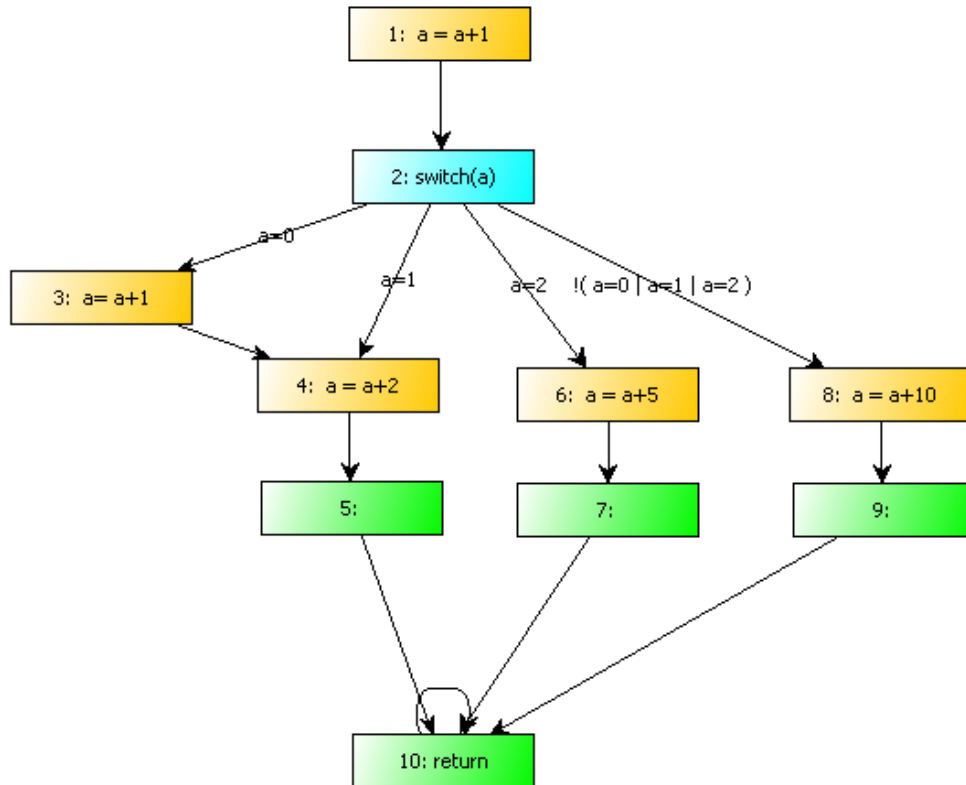 1:  a = a+1
2: switch(a)
a=0
a=1
a=2
!( a=0 | a=1 | a=2 )
3:  a= a+1
4:  a = a+2
6:  a = a+5
8:  a = a+10
5:
7:
9:
10: return